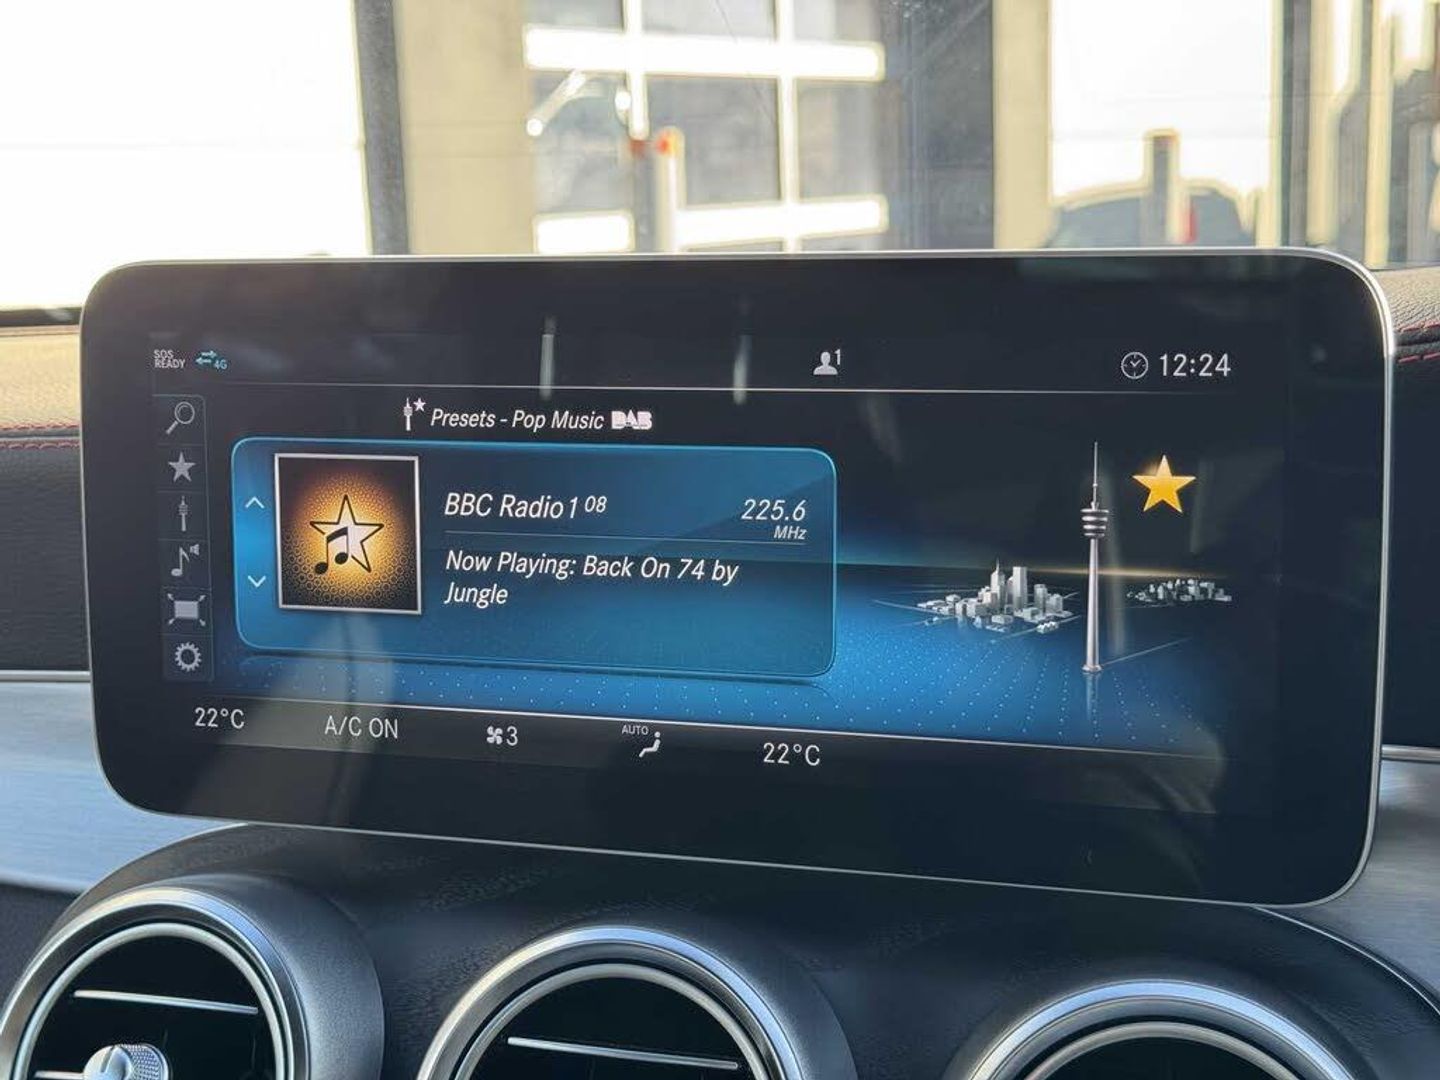 SOS
READY 4G 1 12:24
Presets - Pop Music DAB
BBC Radio 1 08 225.6
MHz
Now Playing: Back On 74 by
Jungle
22°C A/C ON 3 AUTO 22°C